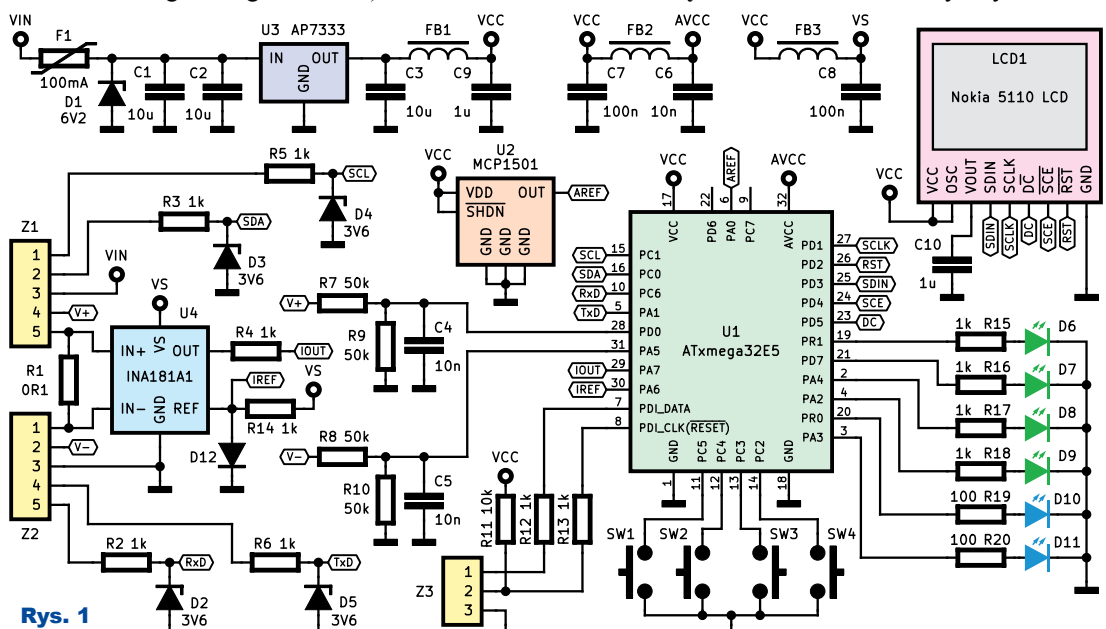 VIN
F1
100mA
D1
6V2
C1
10u
C2
10u
U3 AP7333
IN OUT
GND
FB1
VCC
C3
10u
C9
1u
VCC
FB2
AVCC
C7
100n
C6
10n
VCC
FB3
VS
C8
100n
LCD1
Nokia 5110 LCD
VCC
OSC
VOUT
SDIN
SCLK
DC
SCE
RST
GND
VCC
C10
1u
SDIN
SCLK
DC
SCE
RST
R5 1k
SCL
D4
3V6
R3 1k
SDA
D3
3V6
Z1
1
2
3
4
5
VIN
V+
VS
U4
IN+ VS OUT
INA181A1
IN- GND REF
R4 1k
IOUT
IREF
VS
R14 1k
D12
R1
0R1
Z2
1
2
3
4
5
V-
R2 1k
RxD
D2
3V6
R6 1k
TxD
D5
3V6
VCC
U2
MCP1501
VDD OUT
SHDN
GND
GND
GND
AREF
V+
R7 50k
R9
50k
C4
10n
V-
R8 50k
R10
50k
C5
10n
VCC
R11 10k
R12 1k
R13 1k
Z3
1
2
3
VCC
AREF
AVCC
17
22
6
9
32
VCC
PD6
PA0
PC7
AVCC
SCL 15 PC1
SDA 16 PC0
RxD 10 PC6
TxD 5 PA1
28 PD0
31 PA5
IOUT 29 PA7
IREF 30 PA6
7 PDI_DATA
8 PDI_CLK(RESET)
U1
ATxmega32E5
PD1 27 SCLK
PD2 26 RST
PD3 25 SDIN
PD4 24 SCE
PD5 23 DC
PR1 19
PD7 21
PA4 2
PA2 4
PR0 20
PA3 3
GND
PC5
PC4
PC3
PC2
GND
1
11
12
13
14
18
1k R15 D6
1k R16 D7
1k R17 D8
1k R18 D9
100 R19 D10
100 R20 D11
SW1
SW2
SW3
SW4
Rys. 1